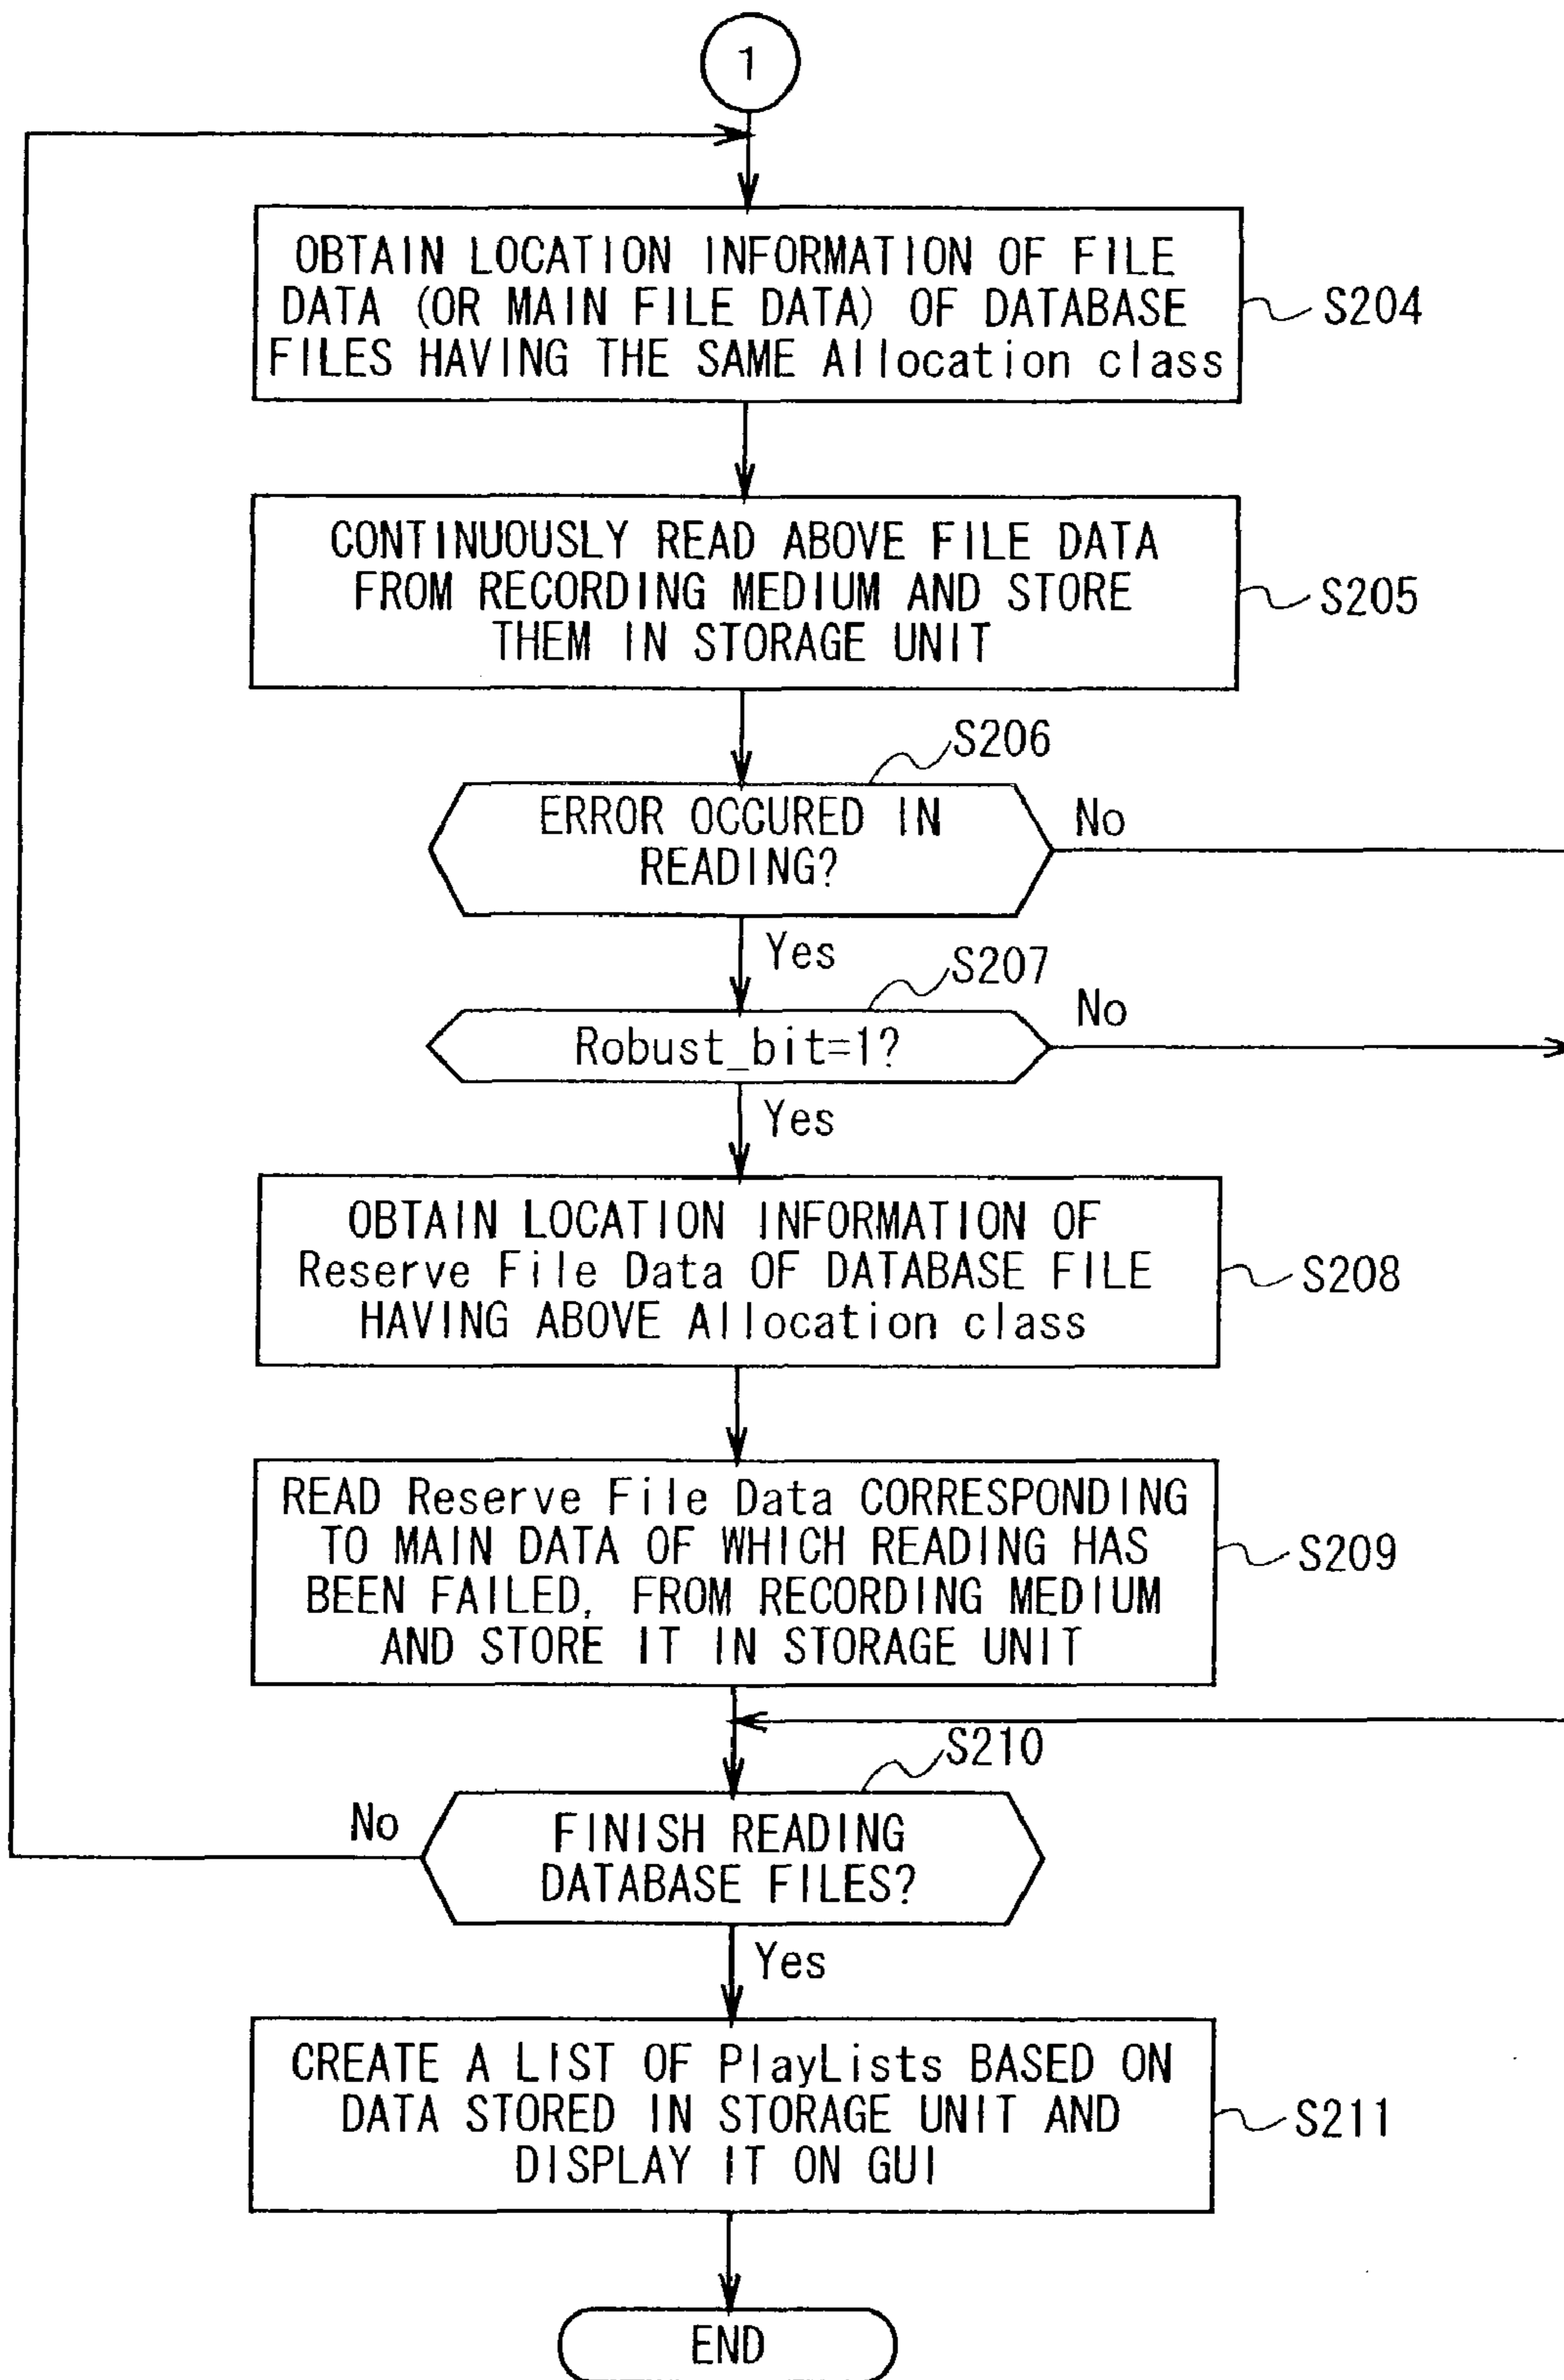 1
OBTAIN LOCATION INFORMATION OF FILE
DATA (OR MAIN FILE DATA) OF DATABASE
FILES HAVING THE SAME Allocation class
S204
CONTINUOUSLY READ ABOVE FILE DATA
FROM RECORDING MEDIUM AND STORE
THEM IN STORAGE UNIT
S205
S206
ERROR OCCURED IN
READING?
No
Yes
S207
Robust_bit=1?
No
Yes
OBTAIN LOCATION INFORMATION OF
Reserve File Data OF DATABASE FILE
HAVING ABOVE Allocation class
S208
READ Reserve File Data CORRESPONDING
TO MAIN DATA OF WHICH READING HAS
BEEN FAILED, FROM RECORDING MEDIUM
AND STORE IT IN STORAGE UNIT
S209
S210
No
FINISH READING
DATABASE FILES?
Yes
CREATE A LIST OF PlayLists BASED ON
DATA STORED IN STORAGE UNIT AND
DISPLAY IT ON GUI
S211
END